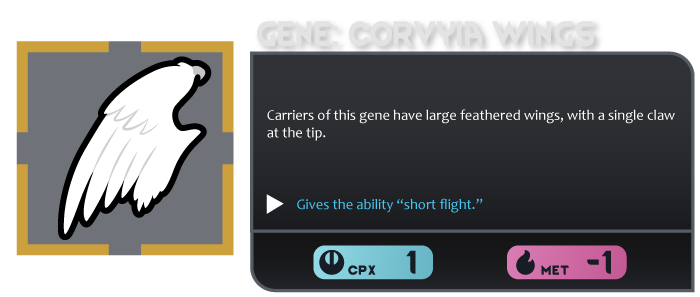 GENE: CORVYIA WINGS
Carriers of this gene have large feathered wings, with a single claw
at the tip.
Gives the ability “short flight.”
CPX 1
MET -1